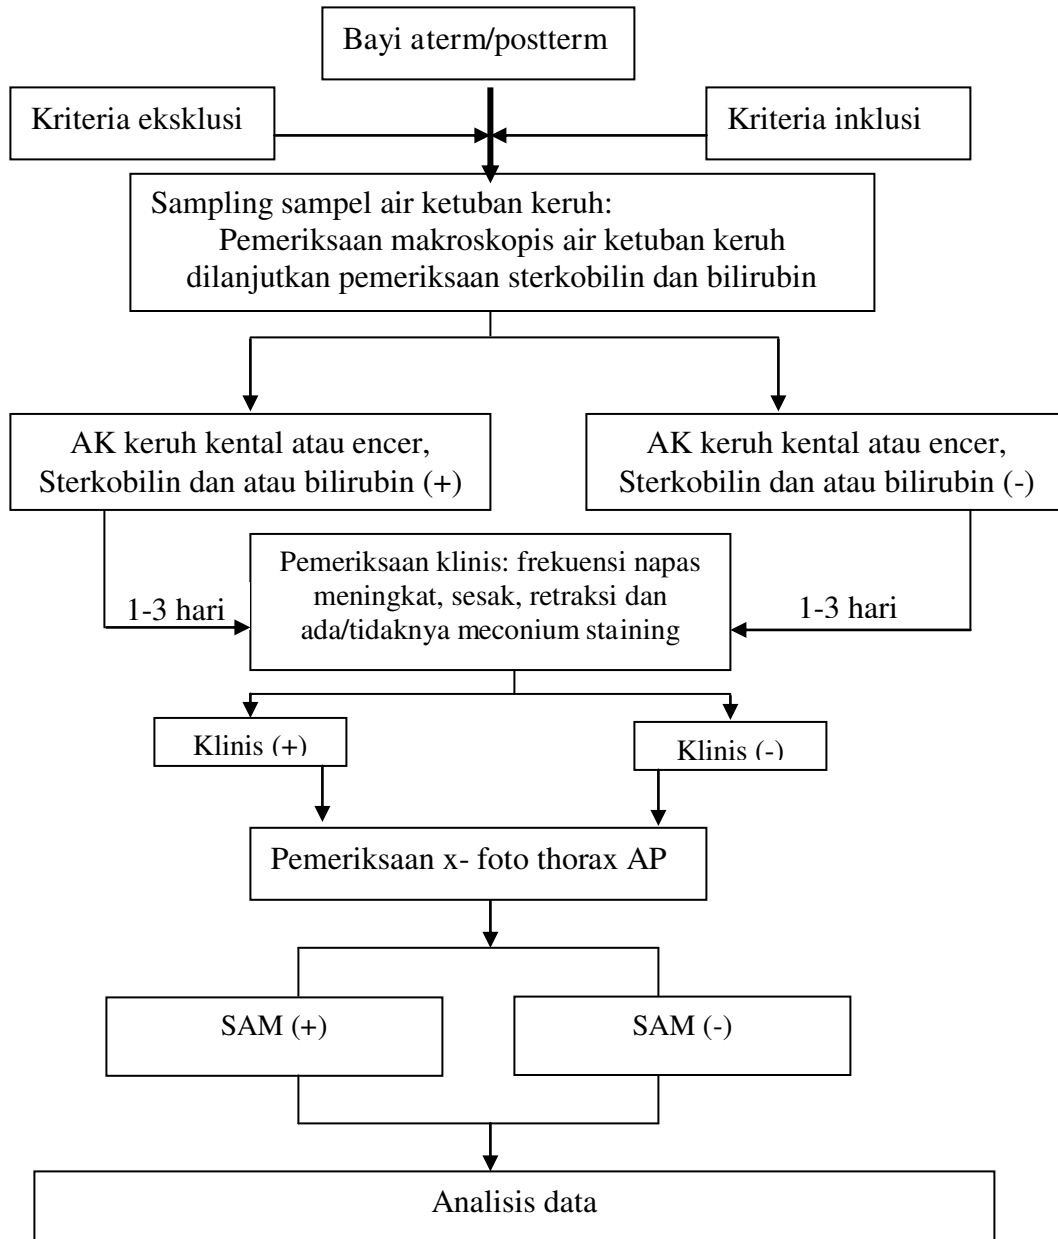 Bayi aterm/postterm
Kriteria eksklusi
Kriteria inklusi
Sampling sampel air ketuban keruh:
Pemeriksaan makroskopis air ketuban keruh
dilanjutkan pemeriksaan sterkobilin dan bilirubin
AK keruh kental atau encer,
Sterkobilin dan atau bilirubin (+)
AK keruh kental atau encer,
Sterkobilin dan atau bilirubin (-)
Pemeriksaan klinis: frekuensi napas
meningkat, sesak, retraksi dan
ada/tidaknya meconium staining
1-3 hari
1-3 hari
Klinis (+)
Klinis (-)
Pemeriksaan x- foto thorax AP
SAM (+)
SAM (-)
Analisis data